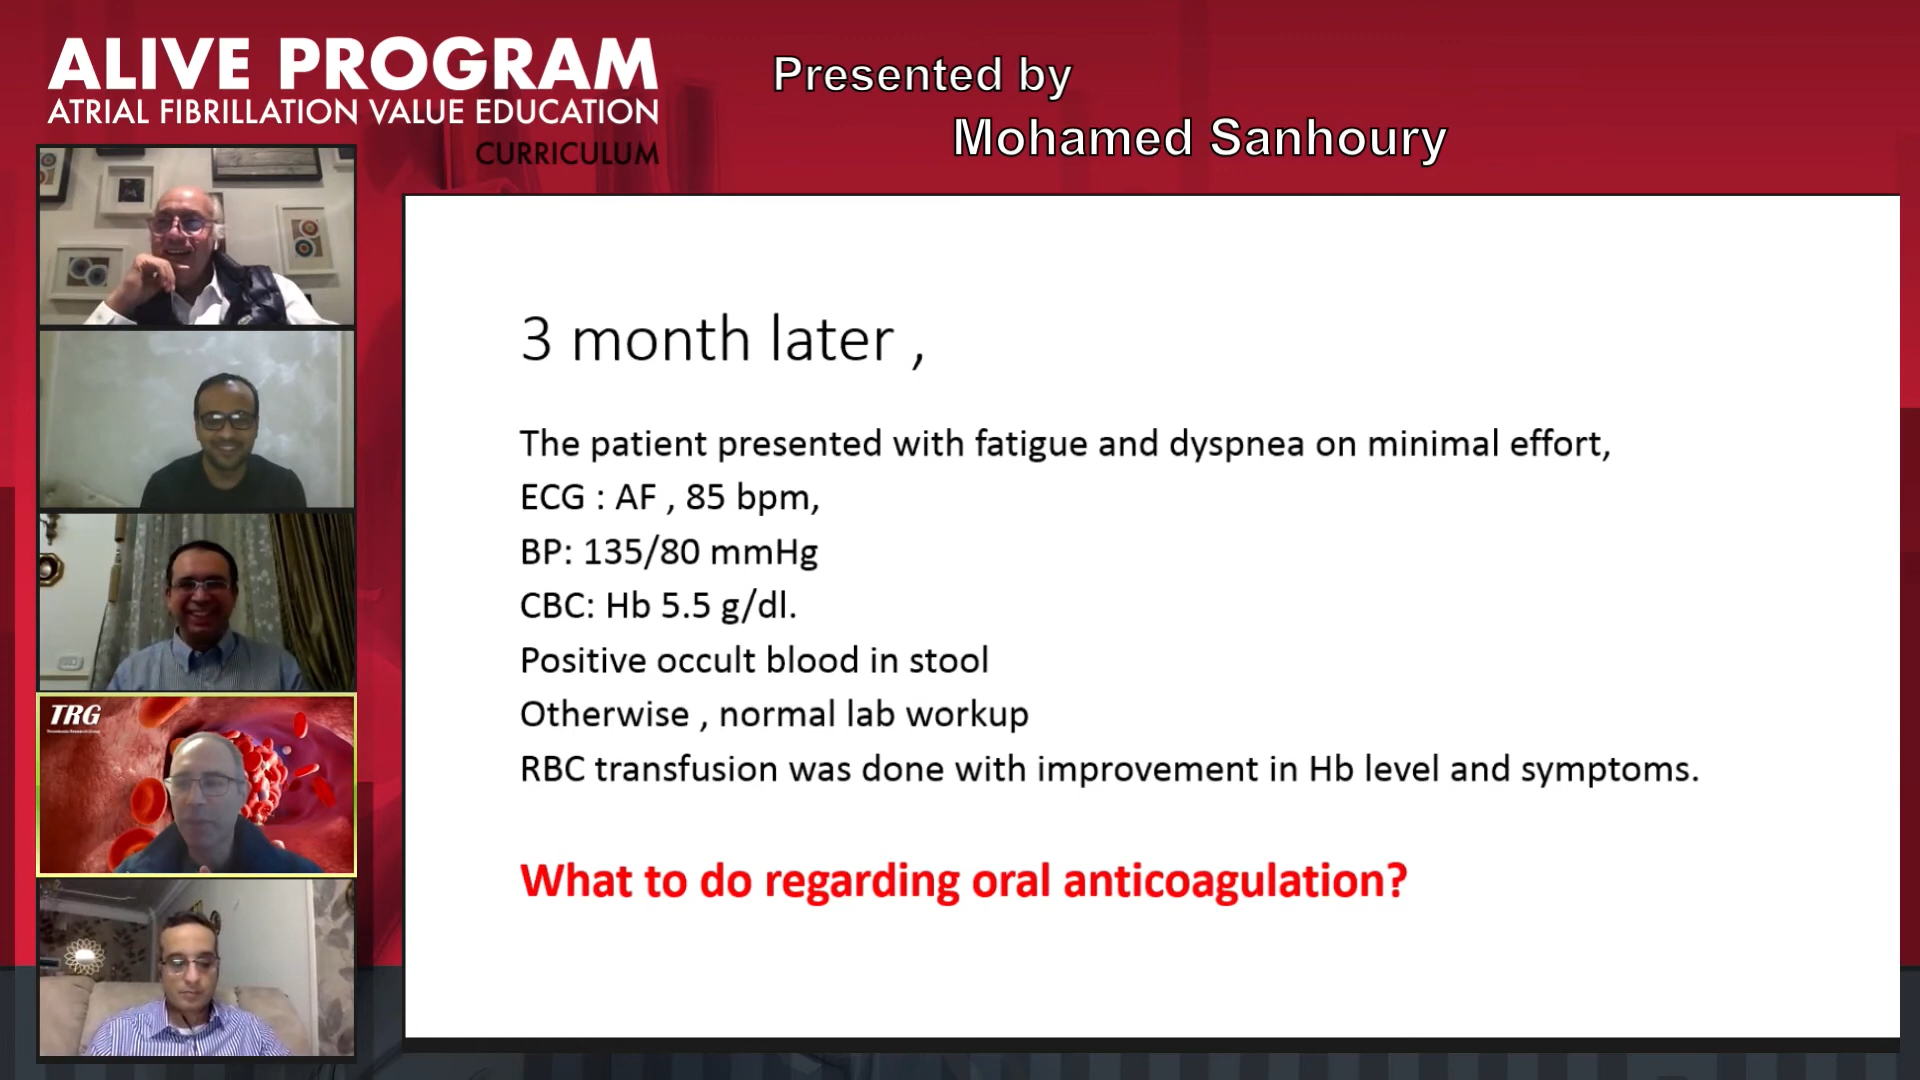 ALIVE PROGRAM
ATRIAL FIBRILLATION VALUE EDUCATION
CURRICULUM
Presented by
Mohamed Sanhoury
3 month later ,
The patient presented with fatigue and dyspnea on minimal effort,
ECG : AF , 85 bpm,
BP: 135/80 mmHg
CBC: Hb 5.5 g/dl.
Positive occult blood in stool
Otherwise , normal lab workup
RBC transfusion was done with improvement in Hb level and symptoms.
What to do regarding oral anticoagulation?
TRG